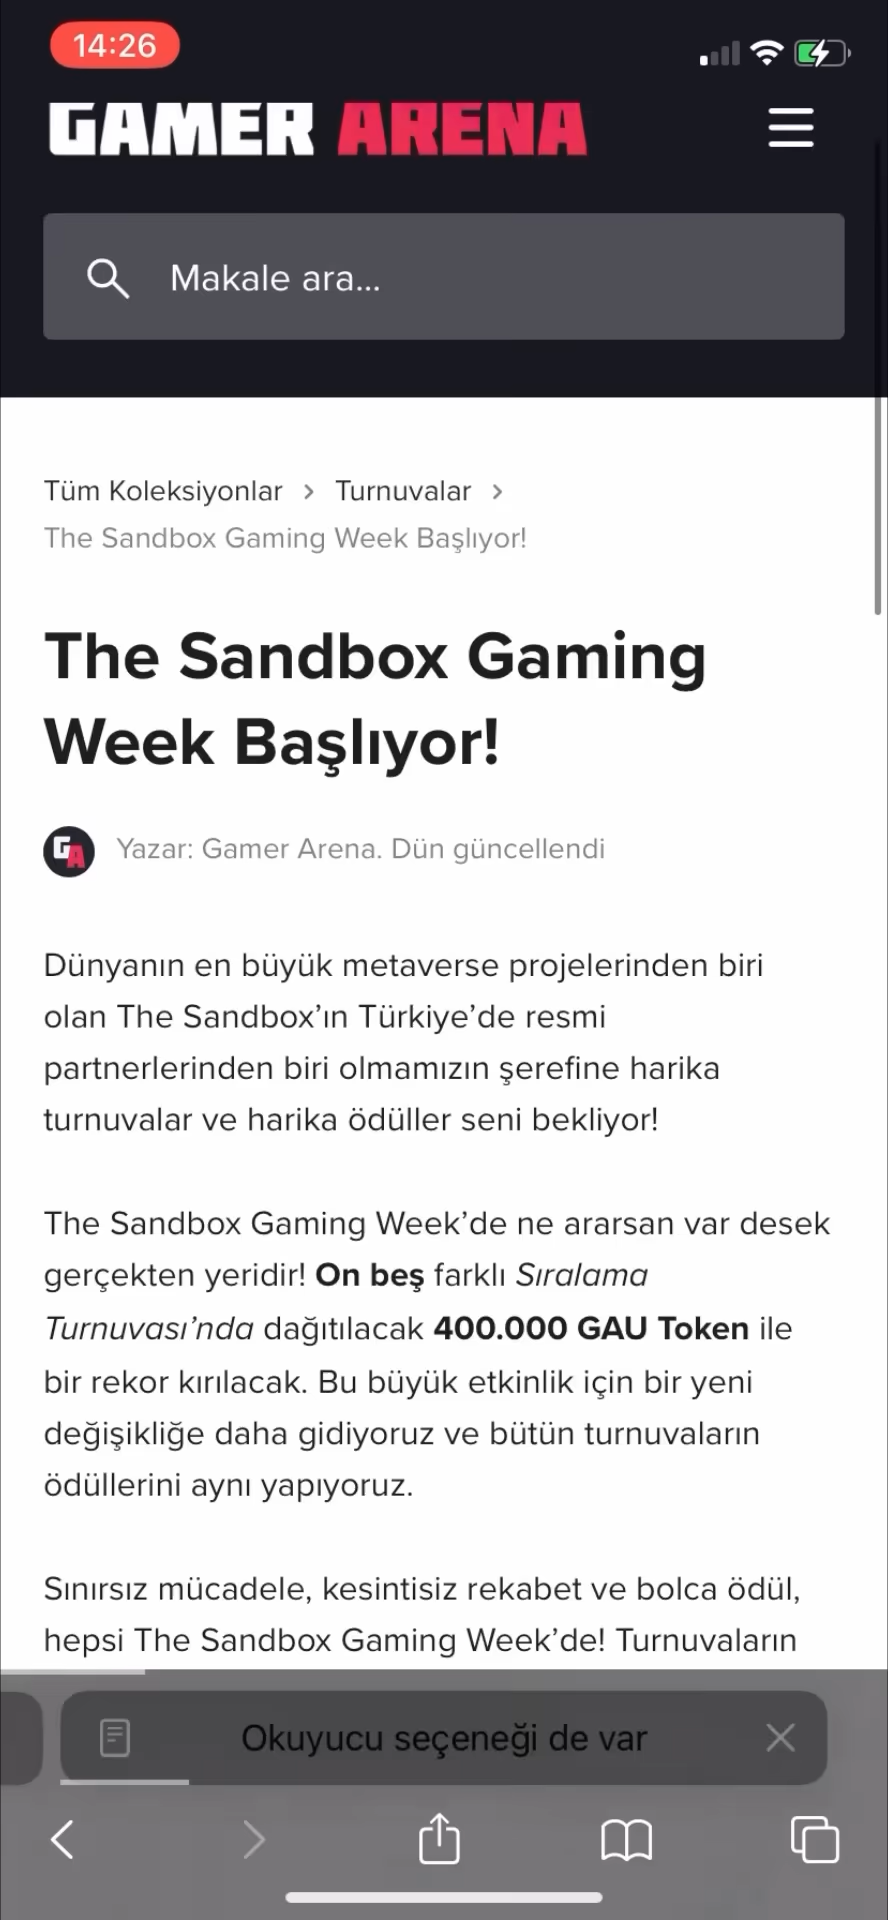 14:26
GAMER ARENA
Makale ara...
Tüm Koleksiyonlar > Turnuvalar >
The Sandbox Gaming Week Başlıyor!
The Sandbox Gaming
Week Başlıyor!
GA
Yazar: Gamer Arena. Dün güncellendi
Dünyanın en büyük metaverse projelerinden biri
olan The Sandbox’ın Türkiye’de resmi
partnerlerinden biri olmamızın şerefine harika
turnuvalar ve harika ödüller seni bekliyor!
The Sandbox Gaming Week’de ne ararsan var desek
gerçekten yeridir! On beş farklı Sıralama
Turnuvası’nda dağıtılacak 400.000 GAU Token ile
bir rekor kırılacak. Bu büyük etkinlik için bir yeni
değişikliğe daha gidiyoruz ve bütün turnuvaların
ödüllerini aynı yapıyoruz.
Sınırsız mücadele, kesintisiz rekabet ve bolca ödül,
hepsi The Sandbox Gaming Week’de! Turnuvaların
Okuyucu seçeneği de var